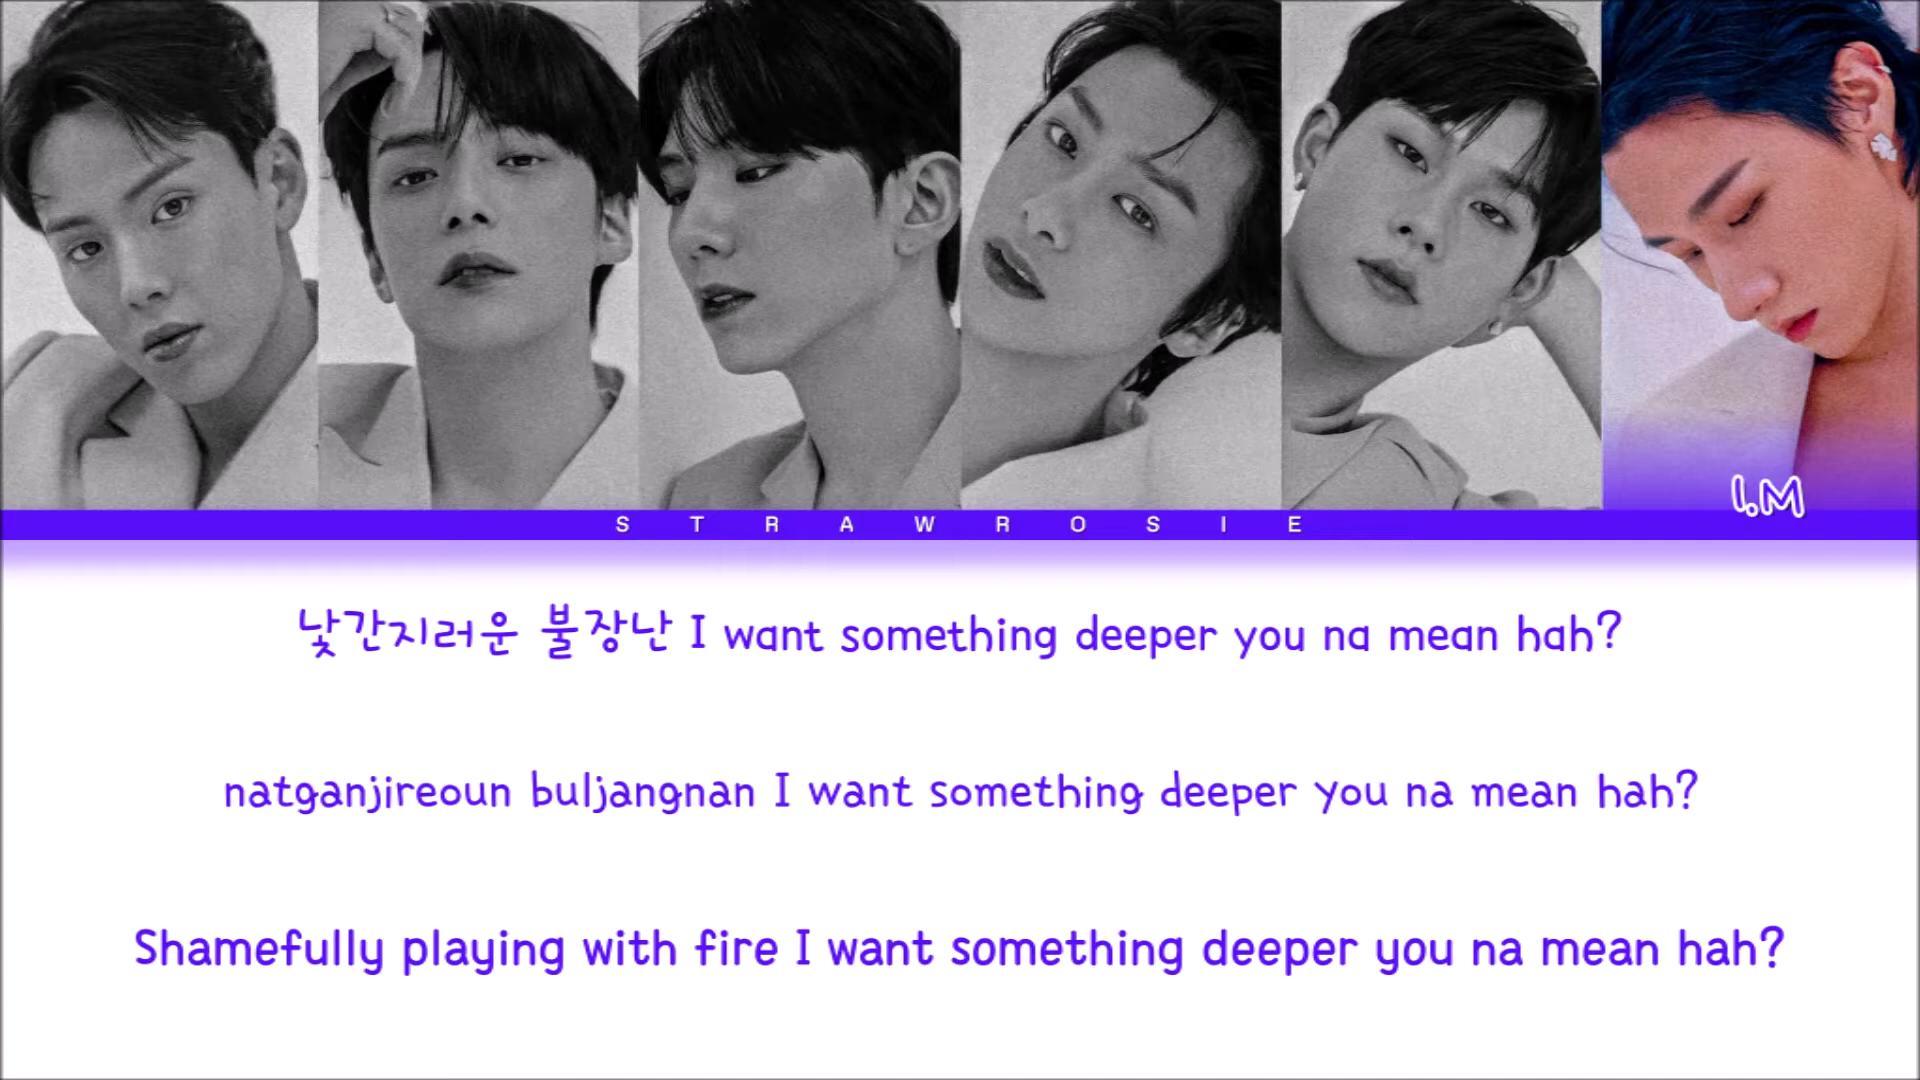 I.M
STRAWROSIE
낯간지러운 불장난 I want something deeper you na mean hah?
natganjireoun buljangnan I want something deeper you na mean hah?
Shamefully playing with fire I want something deeper you na mean hah?